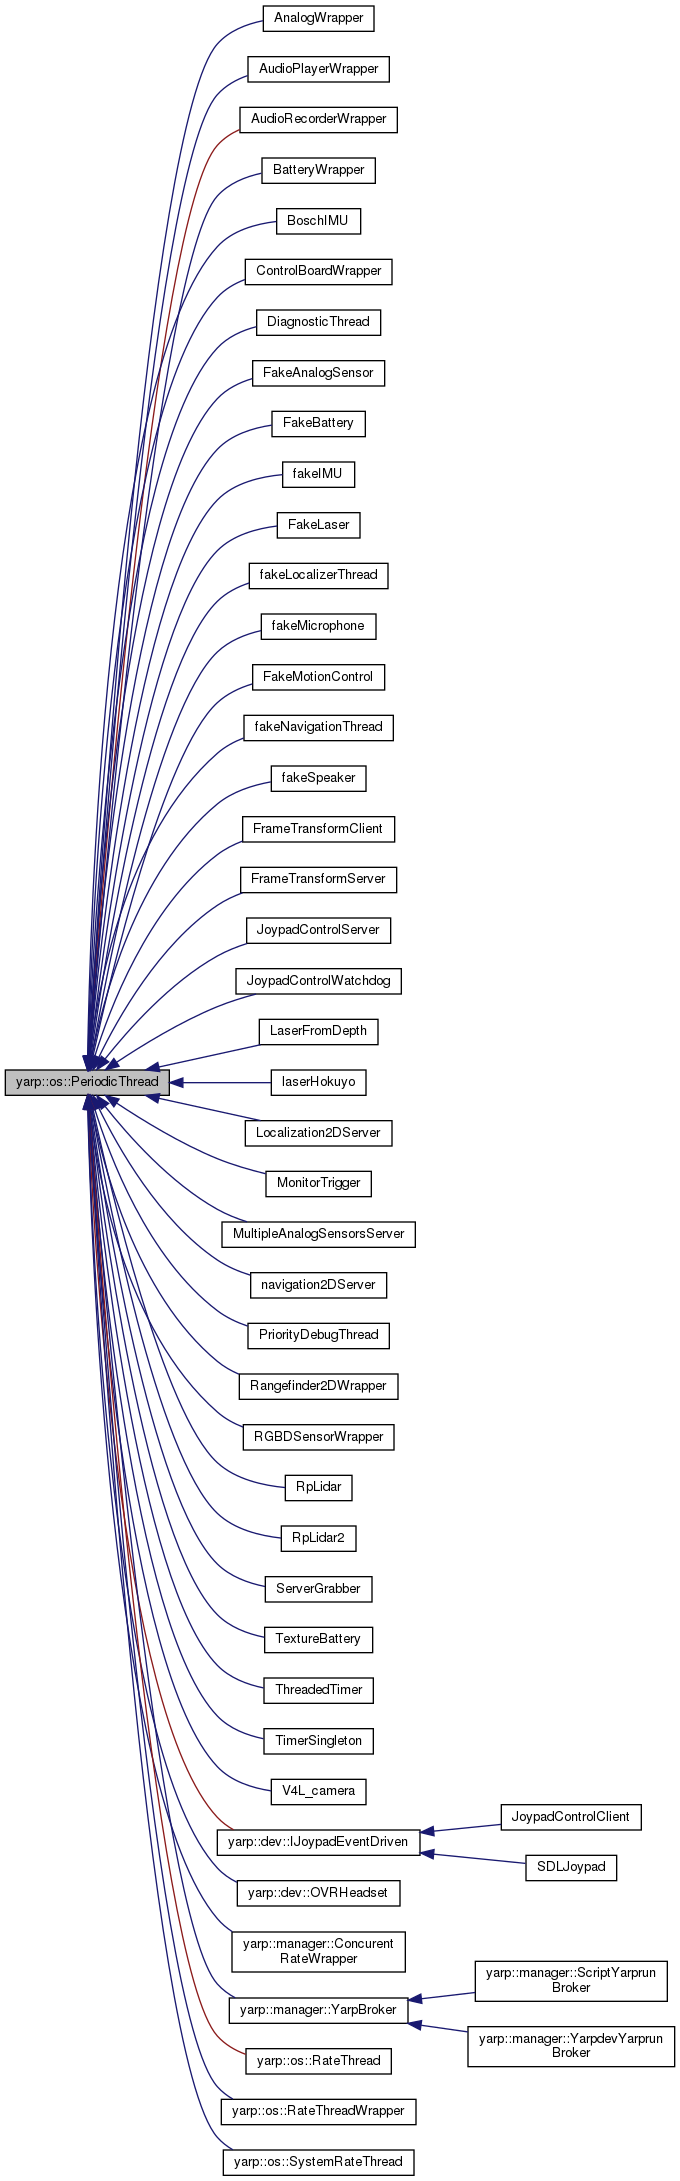 AnalogWrapper
AudioPlayerWrapper
AudioRecorderWrapper
BatteryWrapper
BoschIMU
ControlBoardWrapper
DiagnosticThread
FakeAnalogSensor
FakeBattery
fakeIMU
FakeLaser
fakeLocalizerThread
fakeMicrophone
FakeMotionControl
fakeNavigationThread
fakeSpeaker
FrameTransformClient
FrameTransformServer
JoypadControlServer
JoypadControlWatchdog
LaserFromDepth
yarp::os::PeriodicThread
laserHokuyo
Localization2DServer
MonitorTrigger
MultipleAnalogSensorsServer
navigation2DServer
PriorityDebugThread
Rangefinder2DWrapper
RGBDSensorWrapper
RpLidar
RpLidar2
ServerGrabber
TextureBattery
ThreadedTimer
TimerSingleton
V4L_camera
yarp::dev::IJoypadEventDriven
JoypadControlClient
SDLJoypad
yarp::dev::OVRHeadset
yarp::manager::Concurent
RateWrapper
yarp::manager::YarpBroker
yarp::manager::ScriptYarprun
Broker
yarp::manager::YarpdevYarprun
Broker
yarp::os::RateThread
yarp::os::RateThreadWrapper
yarp::os::SystemRateThread